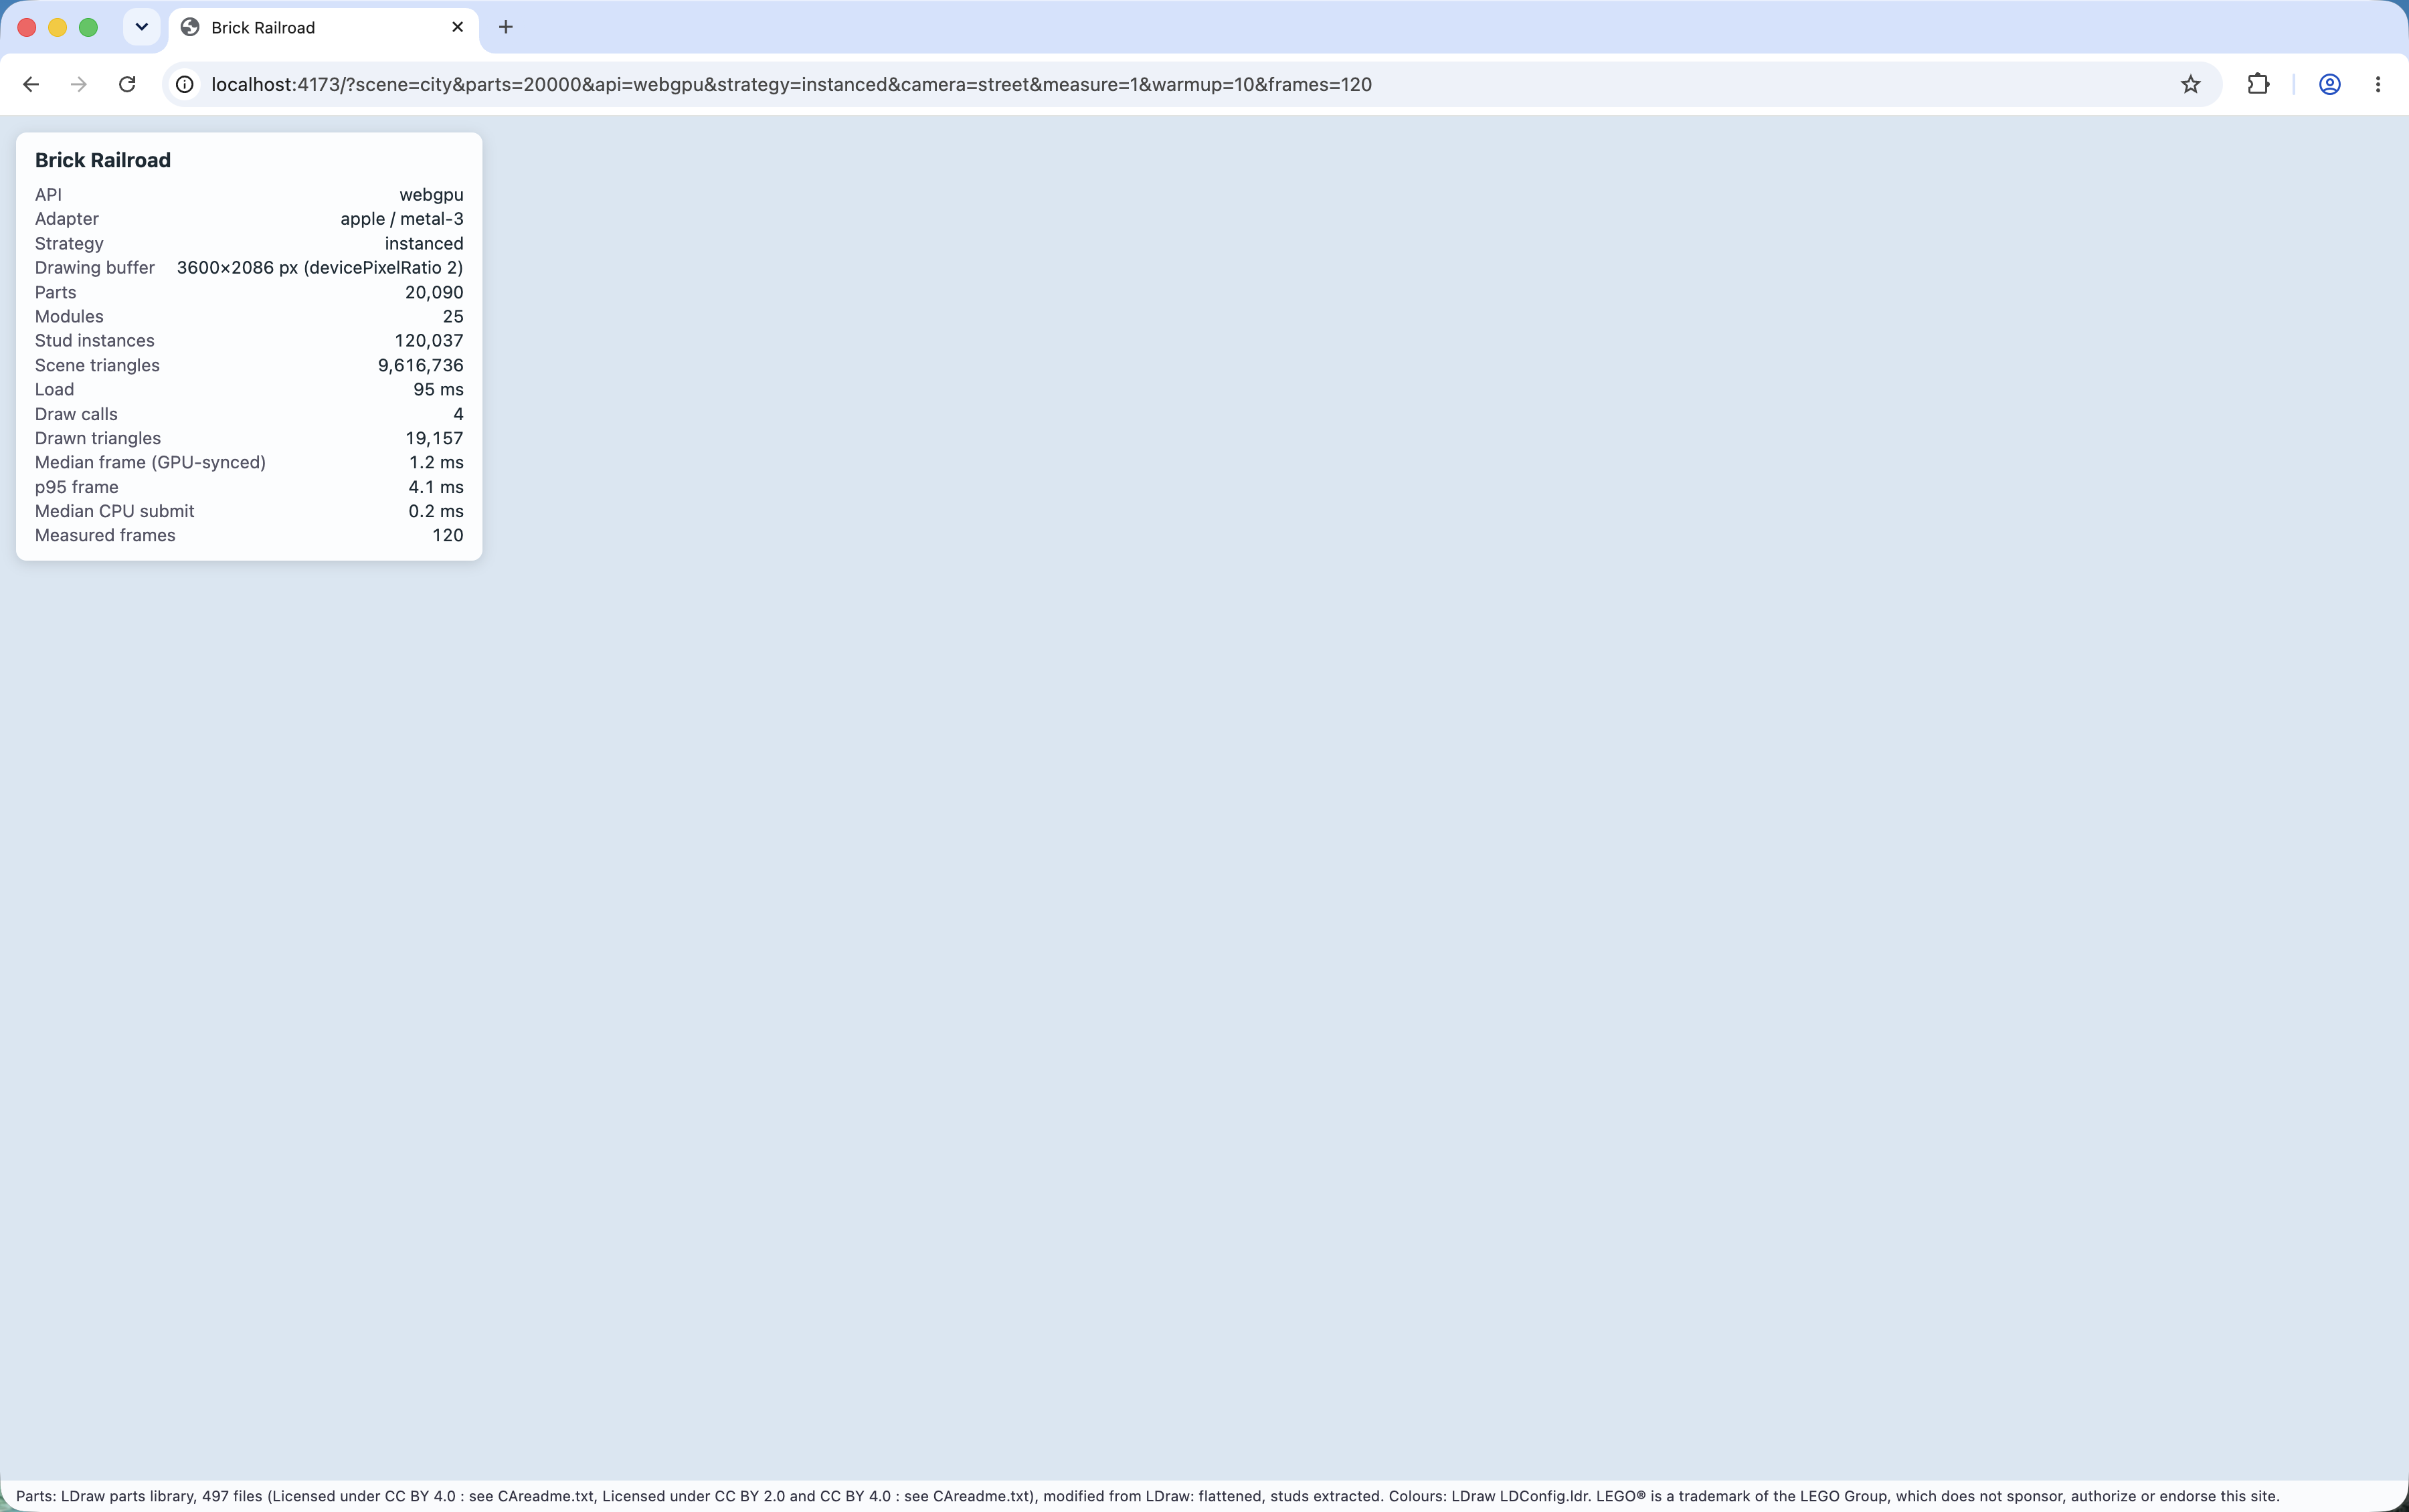 Brick Railroad
localhost:4173/?scene=city&parts=20000&api=webgpu&strategy=instanced&camera=street&measure=1&warmup=10&frames=120
Brick Railroad
API webgpu
Adapter apple / metal-3
Strategy instanced
Drawing buffer 3600×2086 px (devicePixelRatio 2)
Parts 20,090
Modules 25
Stud instances 120,037
Scene triangles 9,616,736
Load 95 ms
Draw calls 4
Drawn triangles 19,157
Median frame (GPU-synced) 1.2 ms
p95 frame 4.1 ms
Median CPU submit 0.2 ms
Measured frames 120
Parts: LDraw parts library, 497 files (Licensed under CC BY 4.0 : see CAreadme.txt, Licensed under CC BY 2.0 and CC BY 4.0 : see CAreadme.txt), modified from LDraw: flattened, studs extracted. Colours: LDraw LDConfig.ldr. LEGO® is a trademark of the LEGO Group, which does not sponsor, authorize or endorse this site.